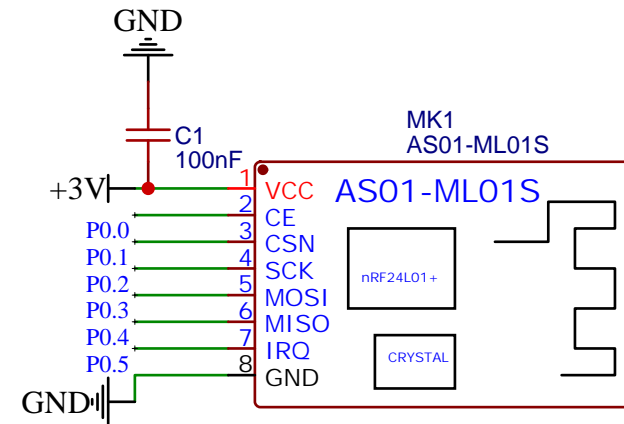 GND
C1
100nF
MK1
AS01-ML01S
+3V
1
VCC
AS01-ML01S
2
CE
P0.0
3
CSN
P0.1
4
SCK
nRF24L01+
P0.2
5
MOSI
P0.3
6
MISO
P0.4
7
IRQ
CRYSTAL
P0.5
8
GND
GND